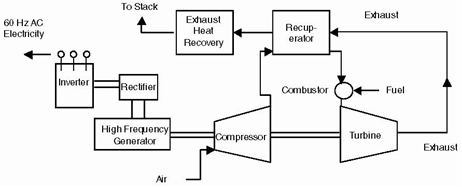 To Stack
Exhaust
Heat
Recovery
Recup-
erator
Exhaust
60 Hz AC
Electricity
Inverter
Rectifier
Combustor
Fuel
High Frequency
Generator
Compressor
Turbine
Exhaust
Air